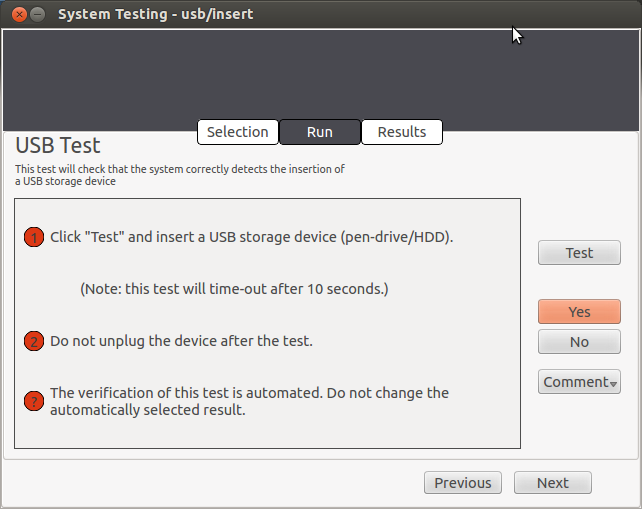 System Testing - usb/insert
Selection
Run
Results
USB Test
This test will check that the system correctly detects the insertion of
a USB storage device
1 Click "Test" and insert a USB storage device (pen-drive/HDD).
(Note: this test will time-out after 10 seconds.)
2 Do not unplug the device after the test.
? The verification of this test is automated. Do not change the
automatically selected result.
Test
Yes
No
Comment
Previous
Next